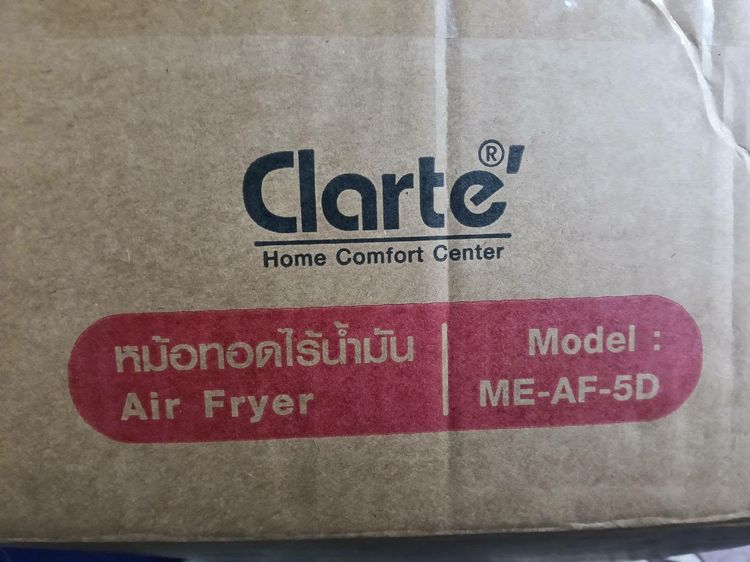 Clarte'®
Home Comfort Center
หม้อทอดไร้น้ำมัน
Air Fryer
Model :
ME-AF-5D